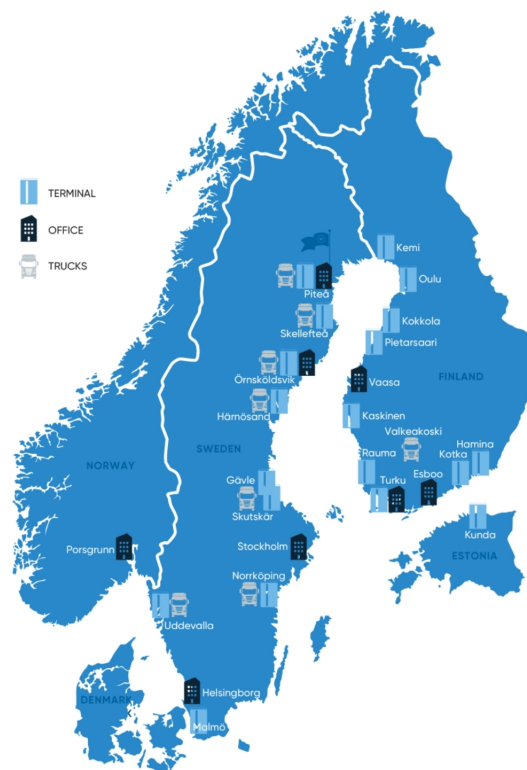 TERMINAL
OFFICE
TRUCKS
Kemi
Oulu
Piteå
Kokkola
Skellefteå
Pietarsaari
Örnsköldsvik
Vaasa
FINLAND
Härnösand
Kaskinen
Valkeakoski
SWEDEN
Hamina
Rauma
Kotka
NORWAY
Esboo
Gävle
Turku
Skutskär
Kunda
Porsgrunn
Stockholm
ESTONIA
Norrköping
Uddevalla
Helsingborg
DENMARK
Malmö